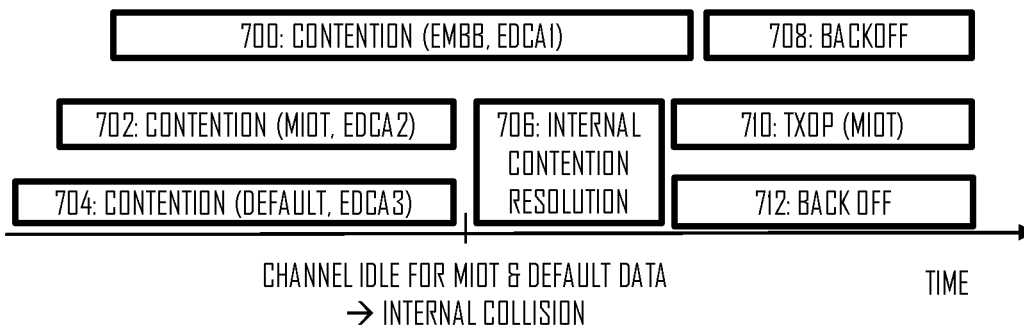 700: CONTENTION (EMBB, EDCA1)
708: BACKOFF
702: CONTENTION (MIOT, EDCA2)
706: INTERNAL
CONTENTION
RESOLUTION
710: TXOP (MIOT)
704: CONTENTION (DEFAULT, EDCA3)
712: BACK OFF
CHANNEL IDLE FOR MIOT & DEFAULT DATA
→ INTERNAL COLLISION
TIME